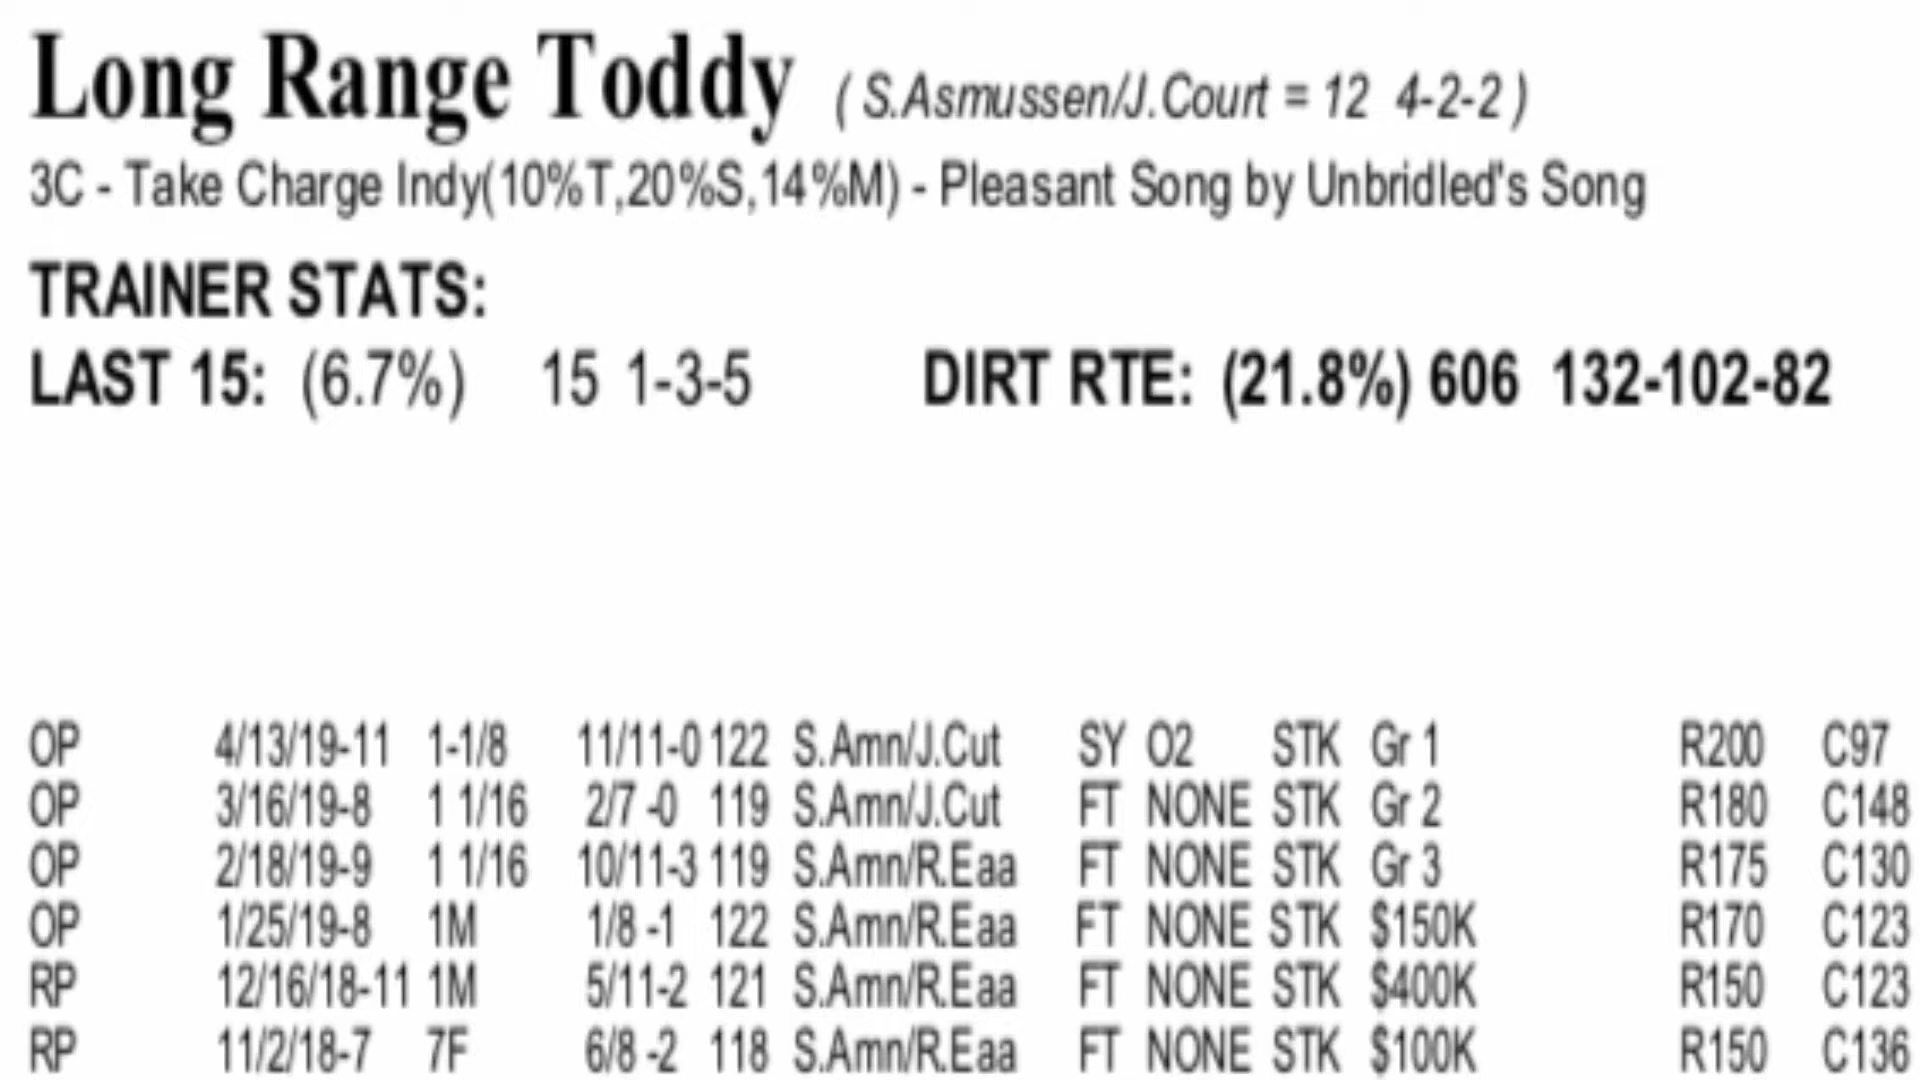 Long Range Toddy ( S.Asmussen/J.Court = 12 4-2-2 )
3C - Take Charge Indy(10%T,20%S,14%M) - Pleasant Song by Unbridled's Song
TRAINER STATS:
LAST 15: (6.7%) 15 1-3-5 DIRT RTE: (21.8%) 606 132-102-82
OP 4/13/19-11 1-1/8 11/11-0 122 S.Amn/J.Cut SY O2 STK Gr 1 R200 C97
OP 3/16/19-8 1 1/16 2/7 -0 119 S.Amn/J.Cut FT NONE STK Gr 2 R180 C148
OP 2/18/19-9 1 1/16 10/11-3 119 S.Amn/R.Eaa FT NONE STK Gr 3 R175 C130
OP 1/25/19-8 1M 1/8 -1 122 S.Amn/R.Eaa FT NONE STK $150K R170 C123
RP 12/16/18-11 1M 5/11-2 121 S.Amn/R.Eaa FT NONE STK $400K R150 C123
RP 11/2/18-7 7F 6/8 -2 118 S.Amn/R.Eaa FT NONE STK $100K R150 C136